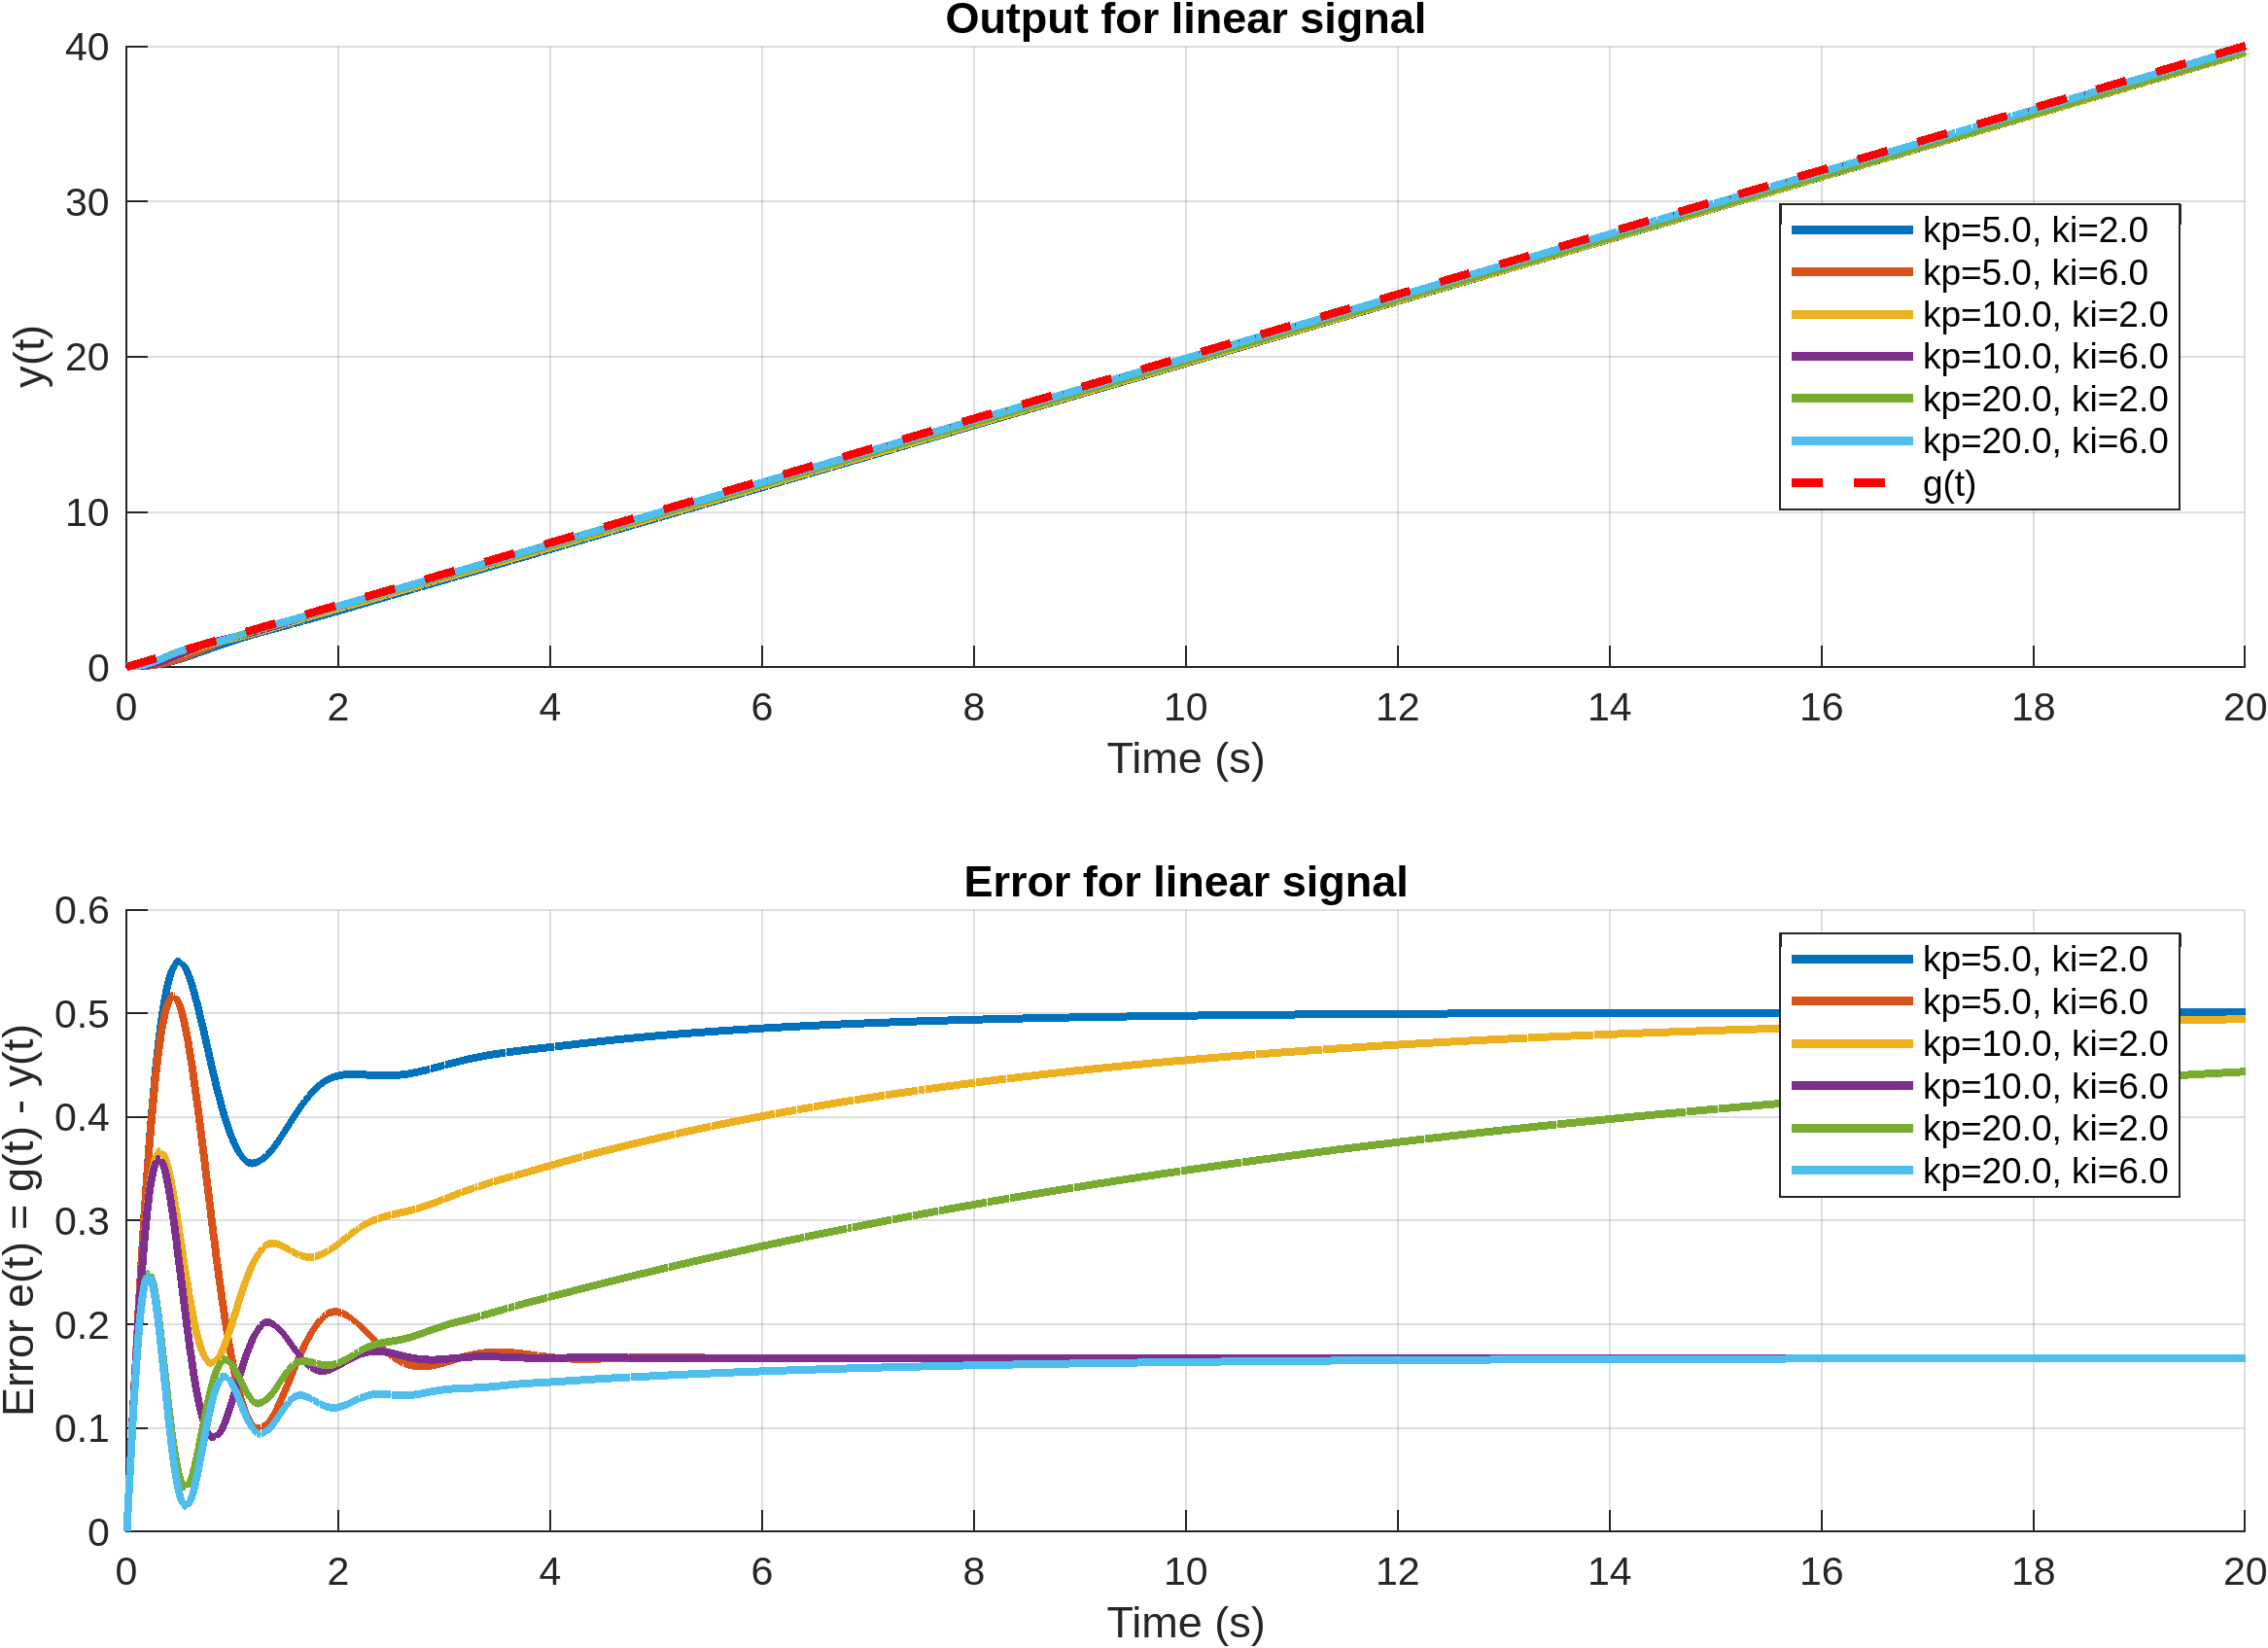 Output for linear signal
40
30
20
10
0
y(t)
0 2 4 6 8 10 12 14 16 18 20
Time (s)
kp=5.0, ki=2.0
kp=5.0, ki=6.0
kp=10.0, ki=2.0
kp=10.0, ki=6.0
kp=20.0, ki=2.0
kp=20.0, ki=6.0
g(t)
Error for linear signal
0.6
0.5
0.4
0.3
0.2
0.1
0
Error e(t) = g(t) - y(t)
0 2 4 6 8 10 12 14 16 18 20
Time (s)
kp=5.0, ki=2.0
kp=5.0, ki=6.0
kp=10.0, ki=2.0
kp=10.0, ki=6.0
kp=20.0, ki=2.0
kp=20.0, ki=6.0